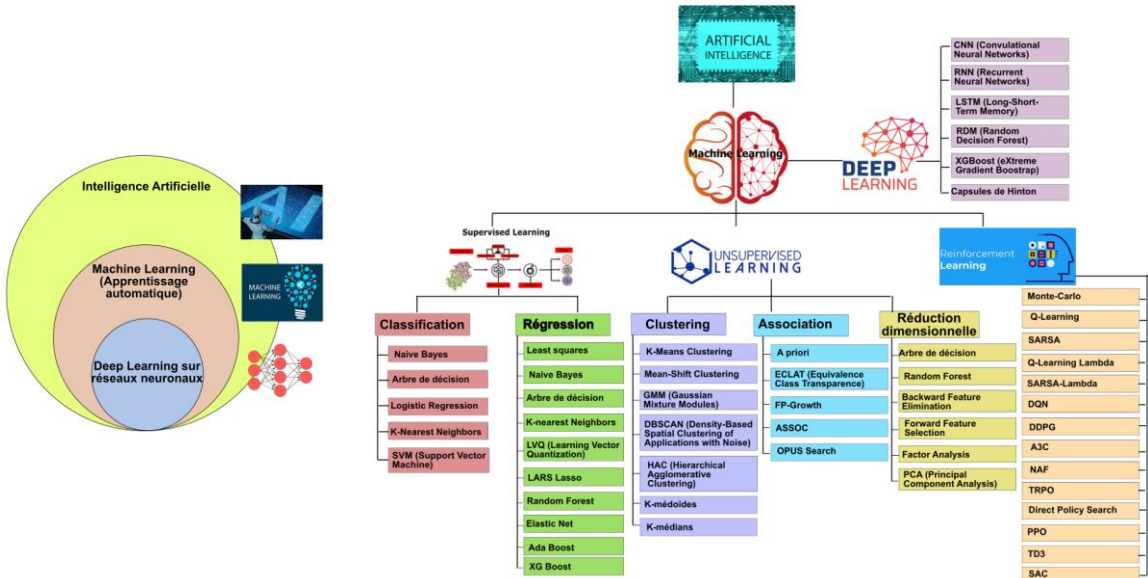 Intelligence Artificielle
AI
Machine Learning
(Apprentissage
automatique)
MACHINE
LEARNING
Deep Learning sur
réseaux neuronaux
ARTIFICIAL
INTELLIGENCE
Machine Learning
DEEP
LEARNING
CNN (Convulational
Neural Networks)
RNN (Recurrent
Neural Networks)
LSTM (Long-Short-
Term Memory)
RDM (Random
Decision Forest)
XGBoost (eXtreme
Gradient Boostrap)
Capsules de Hinton
Supervised Learning
UNSUPERVISED
LEARNING
Reinforcement
Learning
Classification
Naive Bayes
Arbre de décision
Logistic Regression
K-Nearest Neighbors
SVM (Support Vector
Machine)
Régression
Least squares
Naive Bayes
Arbre de décision
K-nearest Neighbors
LVQ (Learning Vector
Quantization)
LARS Lasso
Random Forest
Elastic Net
Ada Boost
XG Boost
Clustering
K-Means Clustering
Mean-Shift Clustering
GMM (Gaussian
Mixture Modules)
DBSCAN (Density-Based
Spatial Clustering of
Applications with Noise)
HAC (Hierarchical
Agglomerative
Clustering)
K-médoïdes
K-médians
Association
A priori
ECLAT (Equivalence
Class Transparence)
FP-Growth
ASSOC
OPUS Search
Réduction
dimensionnelle
Arbre de décision
Random Forest
Backward Feature
Elimination
Forward Feature
Selection
Factor Analysis
PCA (Principal
Component Analysis)
Monte-Carlo
Q-Learning
SARSA
Q-Learning Lambda
SARSA-Lambda
DQN
DDPG
A3C
NAF
TRPO
Direct Policy Search
PPO
TD3
SAC